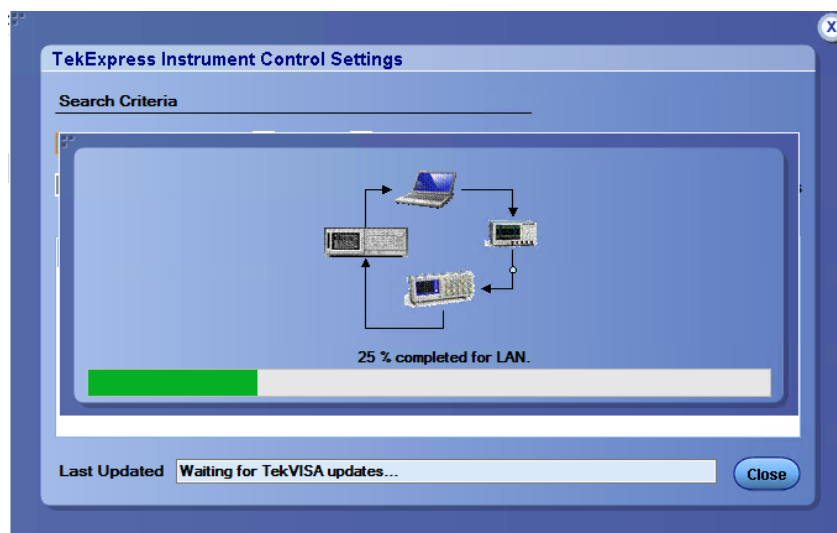 X
TekExpress Instrument Control Settings
Search Criteria
25 % completed for LAN.
Last Updated Waiting for TekVISA updates...
Close